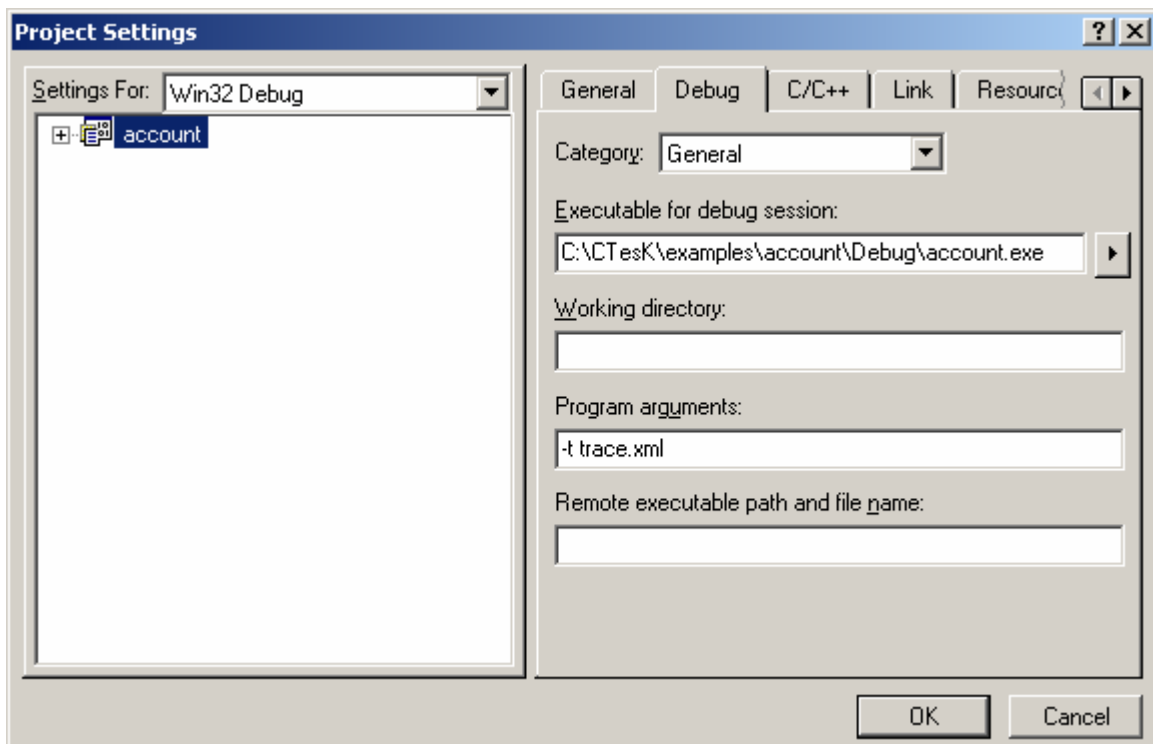 Project Settings
Settings For: Win32 Debug
account
General Debug C/C++ Link Resourc
Category: General
Executable for debug session:
C:\CTesK\examples\account\Debug\account.exe
Working directory:
Program arguments:
-t trace.xml
Remote executable path and file name:
OK Cancel